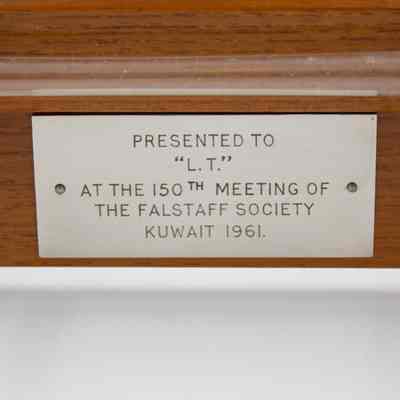 PRESENTED TO
"L.T."
AT THE 150TH MEETING OF
THE FALSTAFF SOCIETY
KUWAIT 1961.